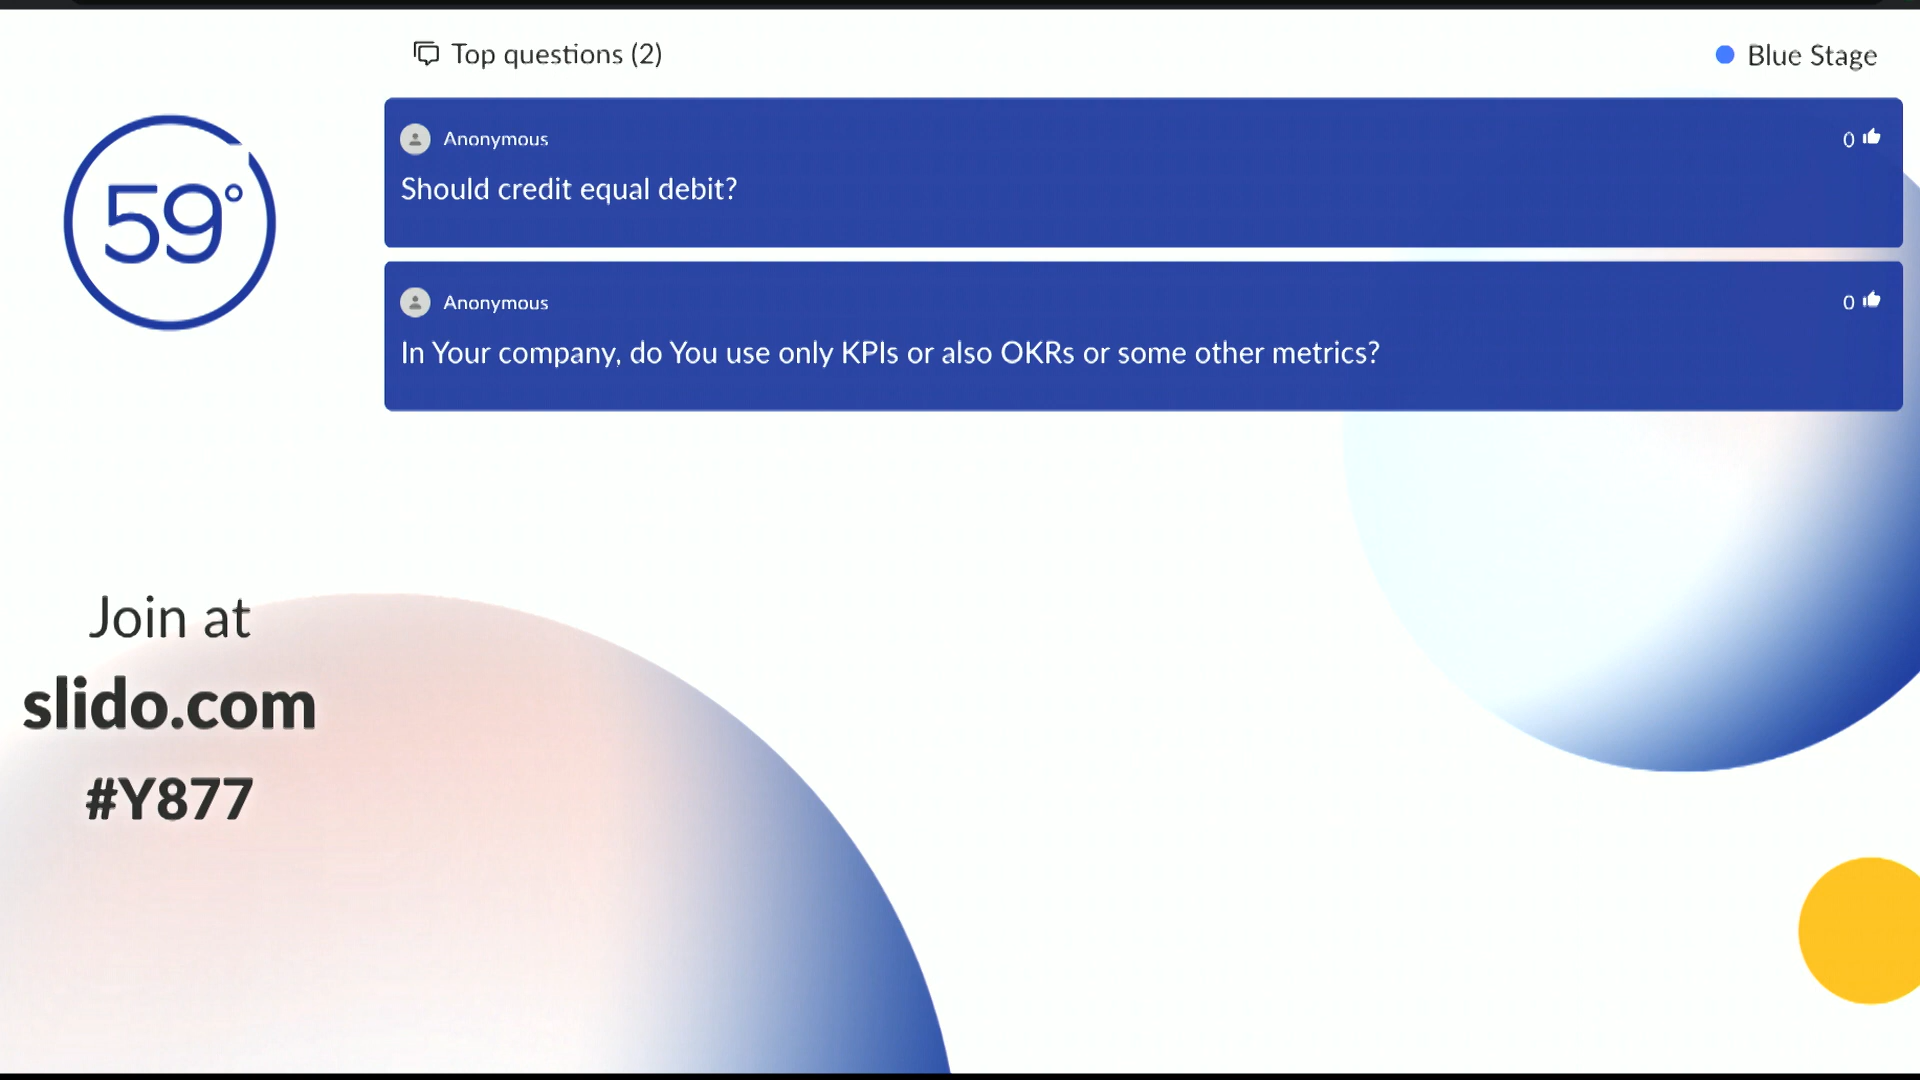 Top questions (2)
Blue Stage
59°
Anonymous
0
Should credit equal debit?
Anonymous
0
In Your company, do You use only KPIs or also OKRs or some other metrics?
Join at
slido.com
#Y877